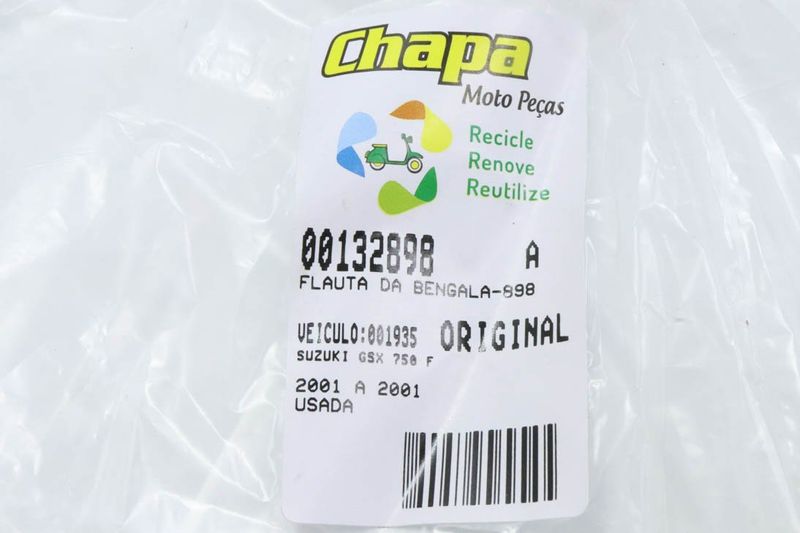 Chapa
Moto Peças
Recicle
Renove
Reutilize
00132898 A
FLAUTA DA BENGALA-898
VEICULO:001935 ORIGINAL
SUZUKI GSX 750 F
2001 A 2001
USADA